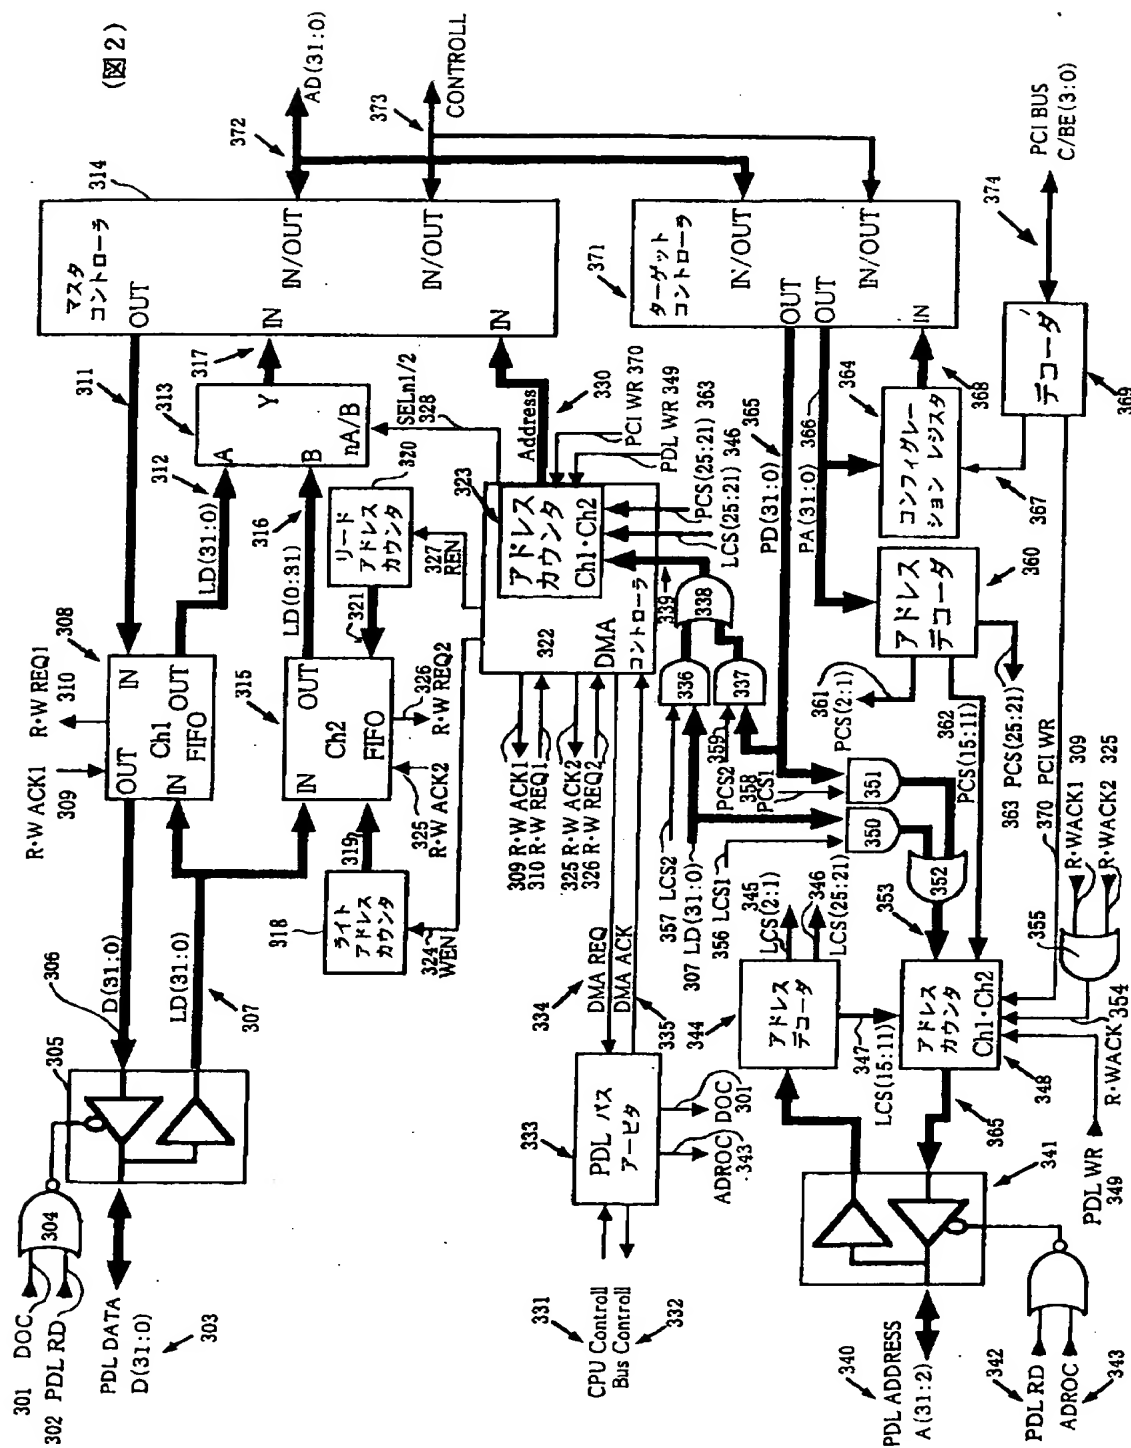 (図2)
301 DOC
302 PDL RD
304
305
PDL DATA
D(31:0)
303
306
D(31:0)
LD(31:0)
307
R・W ACK1
309
R・W REQ1
310
308
OUT
IN
Ch1
FIFO
IN
OUT
311
312
LD(31:0)
313
A
B
Y
nA/B
317
314
マスタ
コントローラ
OUT
IN
IN/OUT
IN/OUT
IN
372
AD(31:0)
373
CONTROLL
315
IN
OUT
Ch2
FIFO
LD(0:31)
316
318
ライト
アドレス
カウンタ
319
324
WEN
325
R・W ACK2
326
R・W REQ2
320
リード
アドレス
カウンタ
321
327
REN
SELn1/2
328
323
アドレス
カウンタ
Ch1・Ch2
322
DMA
コントローラ
Address
330
PCI WR 370
PDL WR 349
PCS(25:21) 363
LCS(25:21) 346
309 R・W ACK1
310 R・W REQ1
325 R・W ACK2
326 R・W REQ2
331
CPU Controll
Bus Controll
332
333
PDL バス
アービタ
334
DMA REQ
DMA ACK
335
ADROC
343
DOC
301
336
337
338
339
357 LCS2
307 LD(31:0)
356 LCS1
359
PCS2
358
PCS1
350
351
352
353
PD(31:0)
365
PA(31:0)
366
371
ターゲット
コントローラ
IN/OUT
OUT
OUT
IN/OUT
IN
364
コンフィグレー
ション レジスタ
367
368
374
PCI BUS
C/BE(3:0)
デコーダ
369
アドレス
デコーダ
360
361
PCS(2:1)
362
PCS(15:11)
363 PCS(25:21)
370 PCI WR
309
R・WACK1
325
R・WACK2
355
354
R・WACK
344
アドレス
デコーダ
345
LCS(2:1)
346
LCS(25:21)
347
LCS(15:11)
アドレス
カウンタ
Ch1・Ch2
348
PDL WR
349
365
341
340
PDL ADDRESS
A(31:2)
342
PDL RD
ADROC
343